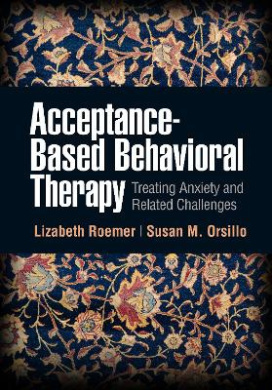 Acceptance-
Based Behavioral
Therapy
Treating Anxiety and
Related Challenges
Lizabeth Roemer | Susan M. Orsillo